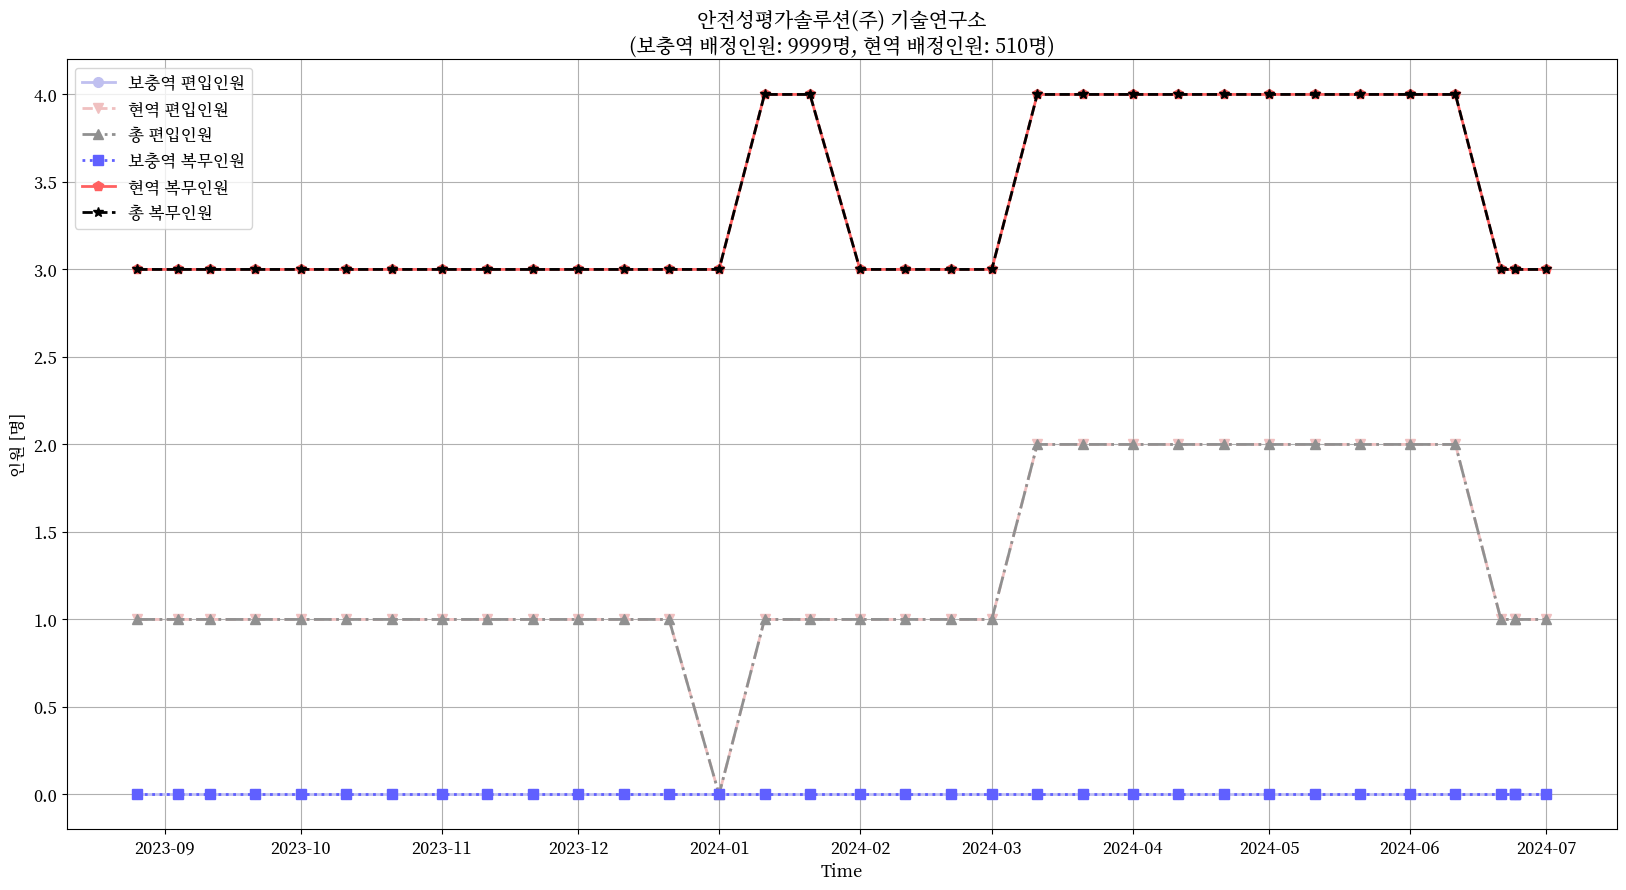 안전성평가솔루션(주) 기술연구소
(보충역 배정인원: 9999명, 현역 배정인원: 510명)
보충역 편입인원
현역 편입인원
총 편입인원
보충역 복무인원
현역 복무인원
총 복무인원
4.0
3.5
3.0
2.5
2.0
1.5
1.0
0.5
0.0
인원 [명]
2023-09 2023-10 2023-11 2023-12 2024-01 2024-02 2024-03 2024-04 2024-05 2024-06 2024-07
Time